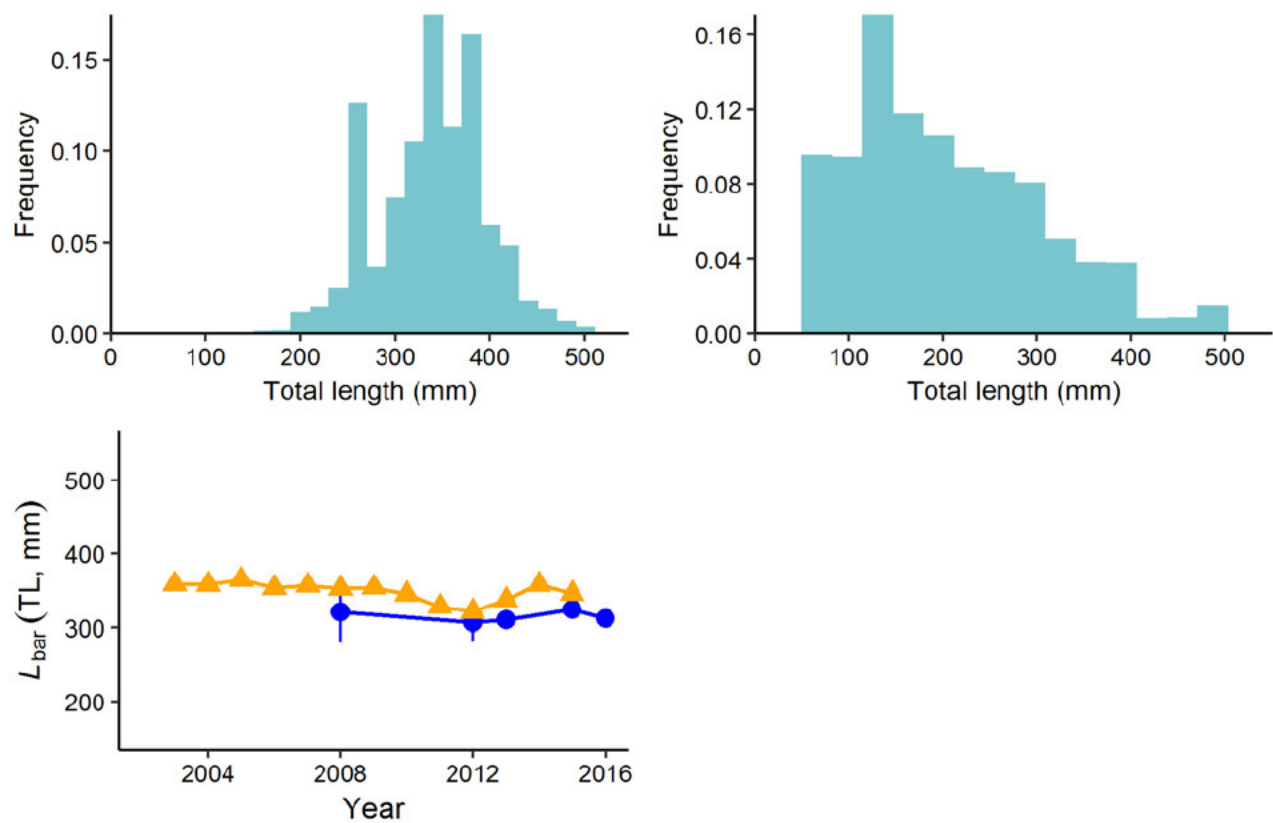 0.15
0.10
0.05
0.00
Frequency
0 100 200 300 400 500
Total length (mm)
0.16
0.12
0.08
0.04
0.00
Frequency
0 100 200 300 400 500
Total length (mm)
500
400
300
200
Lbar (TL, mm)
2004 2008 2012 2016
Year